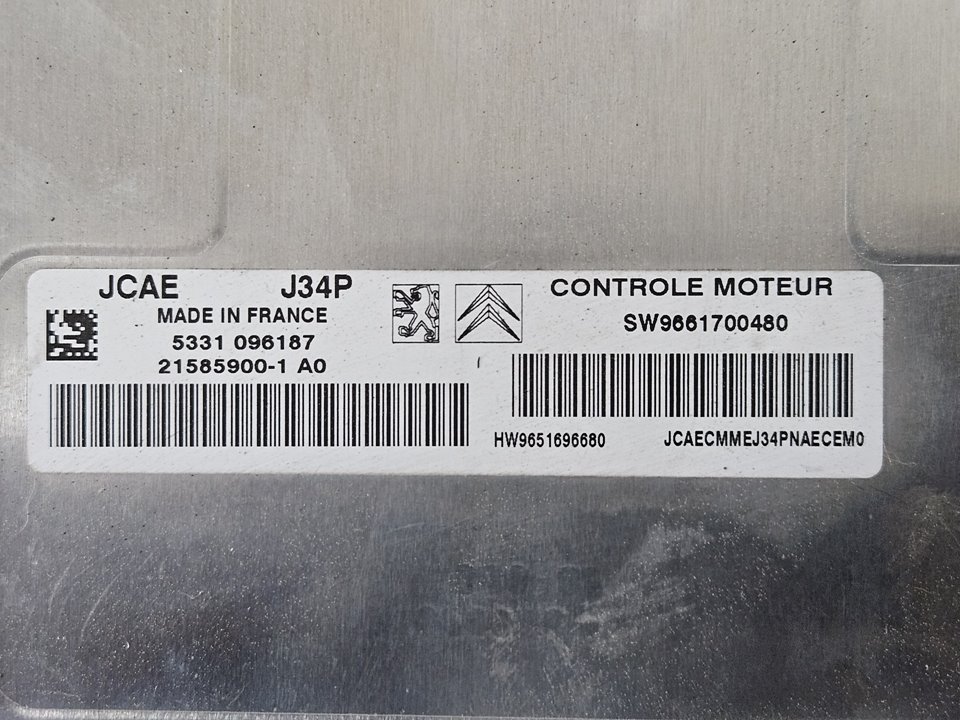 JCAE J34P
MADE IN FRANCE
5331 096187
21585900-1 A0
CONTROLE MOTEUR
SW9661700480
HW9651696680 JCAECMMEJ34PNAECEM0